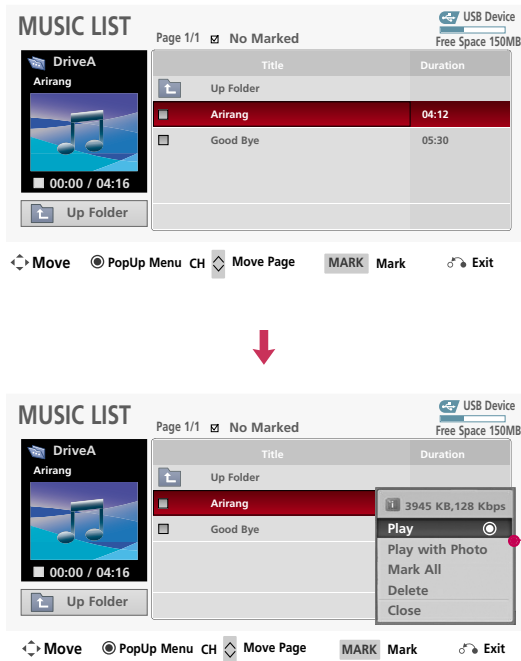 MUSIC LIST
Page 1/1 No Marked
USB Device
Free Space 150MB
DriveA
Arirang
00:00 / 04:16
Up Folder
Title Duration
Up Folder
Arirang 04:12
Good Bye 05:30
Move PopUp Menu CH Move Page MARK Mark Exit
MUSIC LIST
Page 1/1 No Marked
USB Device
Free Space 150MB
DriveA
Arirang
00:00 / 04:16
Up Folder
Title Duration
Up Folder
Arirang
Good Bye
i 3945 KB,128 Kbps
Play
Play with Photo
Mark All
Delete
Close
Move PopUp Menu CH Move Page MARK Mark Exit